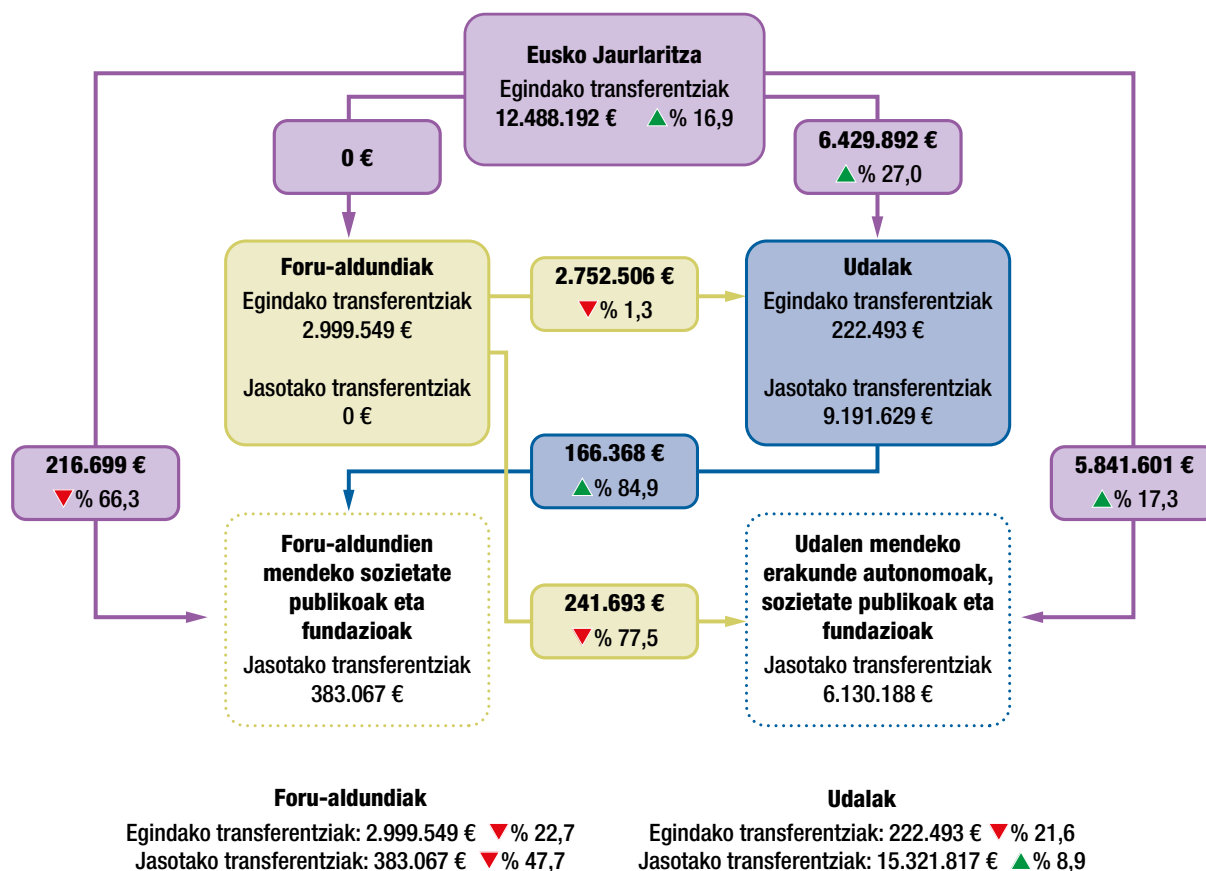 Eusko Jaurlaritza
Egindako transferentziak
12.488.192 € ▲% 16,9
0 €
6.429.892 €
▲% 27,0
Foru-aldundiak
Egindako transferentziak
2.999.549 €
Jasotako transferentziak
0 €
2.752.506 €
▼% 1,3
Udalak
Egindako transferentziak
222.493 €
Jasotako transferentziak
9.191.629 €
216.699 €
▼% 66,3
166.368 €
▲% 84,9
5.841.601 €
▲% 17,3
Foru-aldundien
mendeko sozietate
publikoak eta
fundazioak
Jasotako transferentziak
383.067 €
241.693 €
▼% 77,5
Udalen mendeko
erakunde autonomoak,
sozietate publikoak eta
fundazioak
Jasotako transferentziak
6.130.188 €
Foru-aldundiak
Egindako transferentziak: 2.999.549 € ▼% 22,7
Jasotako transferentziak: 383.067 € ▼% 47,7
Udalak
Egindako transferentziak: 222.493 € ▼% 21,6
Jasotako transferentziak: 15.321.817 € ▲% 8,9